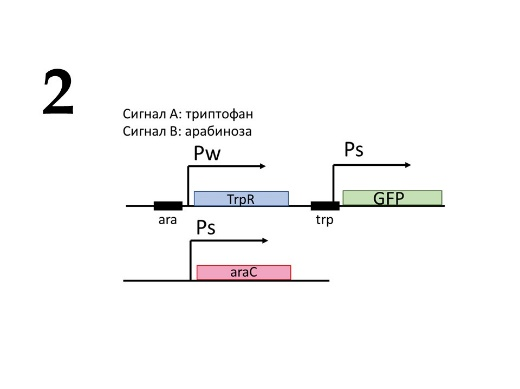 2
Сигнал А: триптофан
Сигнал В: арабиноза
Pw
Ps
TrpR
GFP
ara
trp
Ps
araC